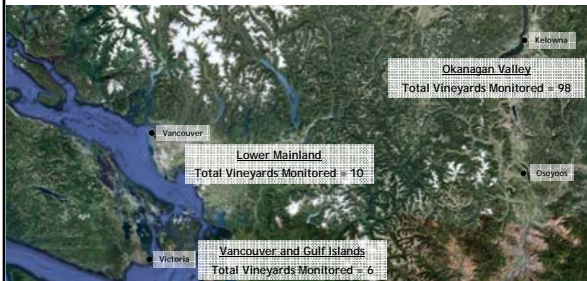 Kelowna
Okanagan Valley
Total Vineyards Monitored = 98
Vancouver
Lower Mainland
Total Vineyards Monitored = 10
Osoyoos
Vancouver and Gulf Islands
Total Vineyards Monitored = 6
Victoria